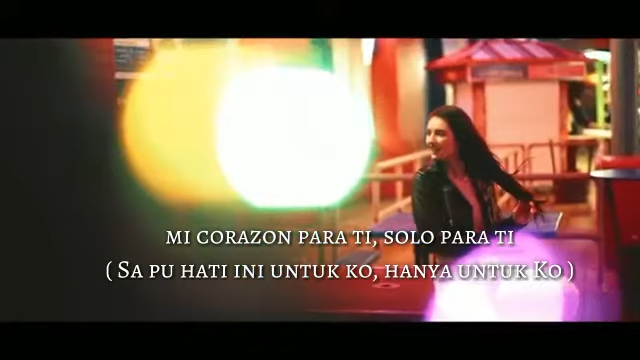 mi corazon para ti, solo para ti
( Sa pu hati ini untuk ko, hanya untuk Ko )